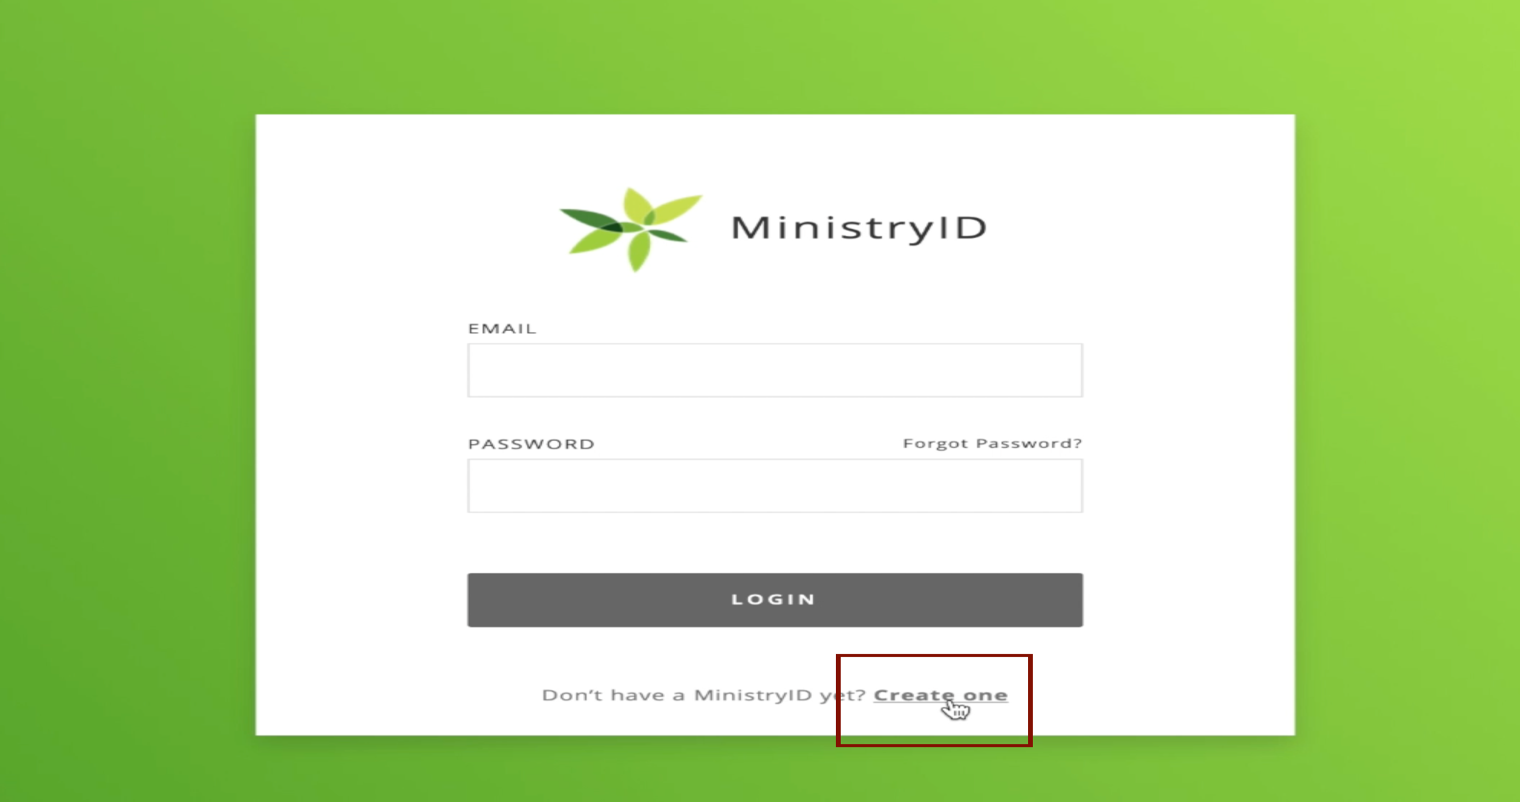 MinistryID
EMAIL
PASSWORD
Forgot Password?
LOGIN
Don't have a MinistryID yet? Create one